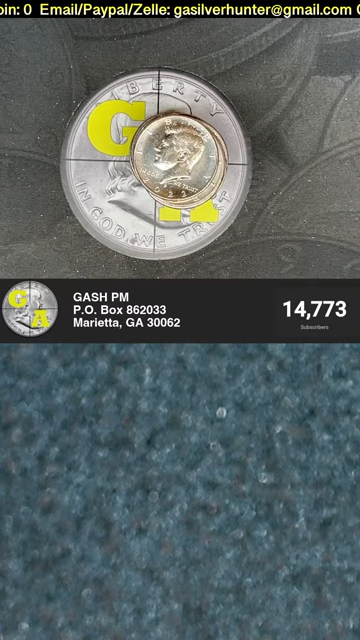 oin: 0 Email/Paypal/Zelle: gasilverhunter@gmail.com
LIBERTY
G
IN GOD WE
GASH PM
P.O. Box 862033
Marietta, GA 30062
G
A
14,773
Subscribers